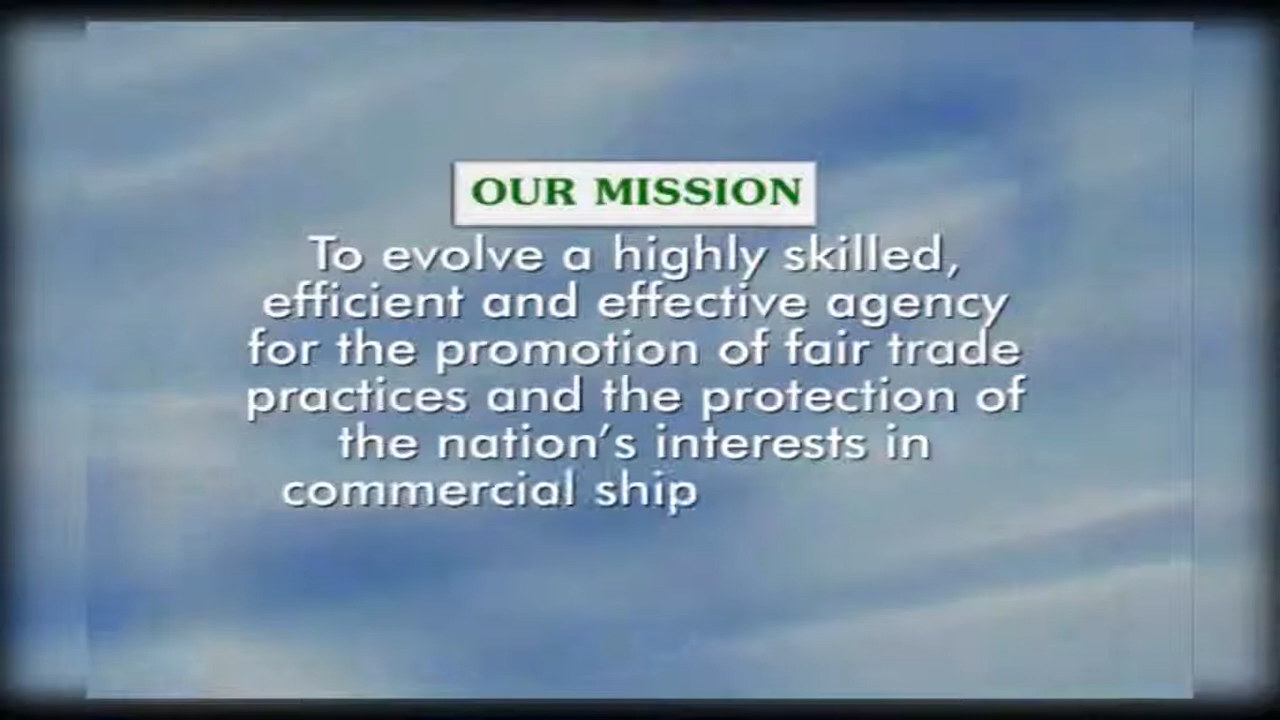 OUR MISSION
To evolve a highly skilled,
efficient and effective agency
for the promotion of fair trade
practices and the protection of
the nation's interests in
commercial ship